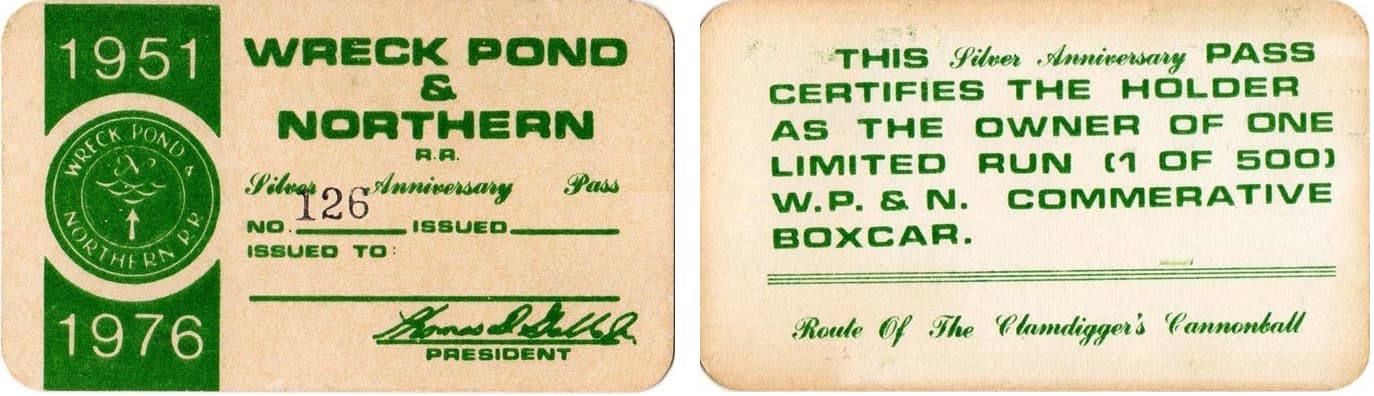 1951
WRECK POND & NORTHERN R.R.
1976
WRECK POND
&
NORTHERN
R.R.
Silver Anniversary Pass
NO. 126 ISSUED
ISSUED TO:
PRESIDENT
THIS Silver Anniversary PASS
CERTIFIES THE HOLDER
AS THE OWNER OF ONE
LIMITED RUN (1 OF 500)
W.P. & N. COMMERATIVE
BOXCAR.
Route Of The Clamdigger's Cannonball